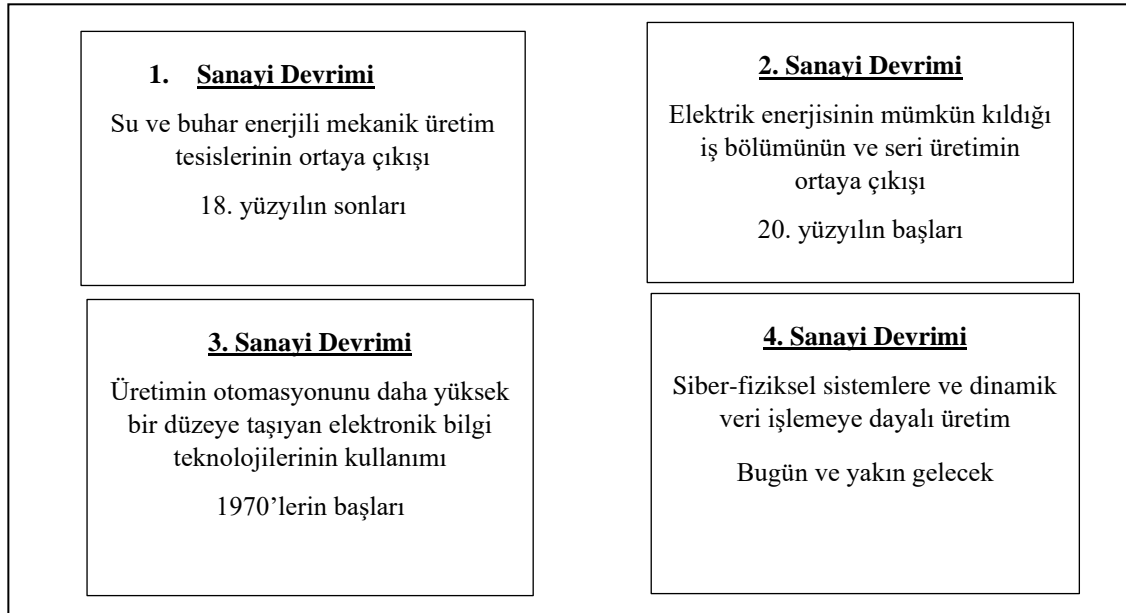 1. Sanayi Devrimi
Su ve buhar enerjili mekanik üretim
tesislerinin ortaya çıkışı
18. yüzyılın sonları
2. Sanayi Devrimi
Elektrik enerjisinin mümkün kıldığı
iş bölümünün ve seri üretimin
ortaya çıkışı
20. yüzyılın başları
3. Sanayi Devrimi
Üretimin otomasyonunu daha yüksek
bir düzeye taşıyan elektronik bilgi
teknolojilerinin kullanımı
1970’lerin başları
4. Sanayi Devrimi
Siber-fiziksel sistemlere ve dinamik
veri işlemeye dayalı üretim
Bugün ve yakın gelecek